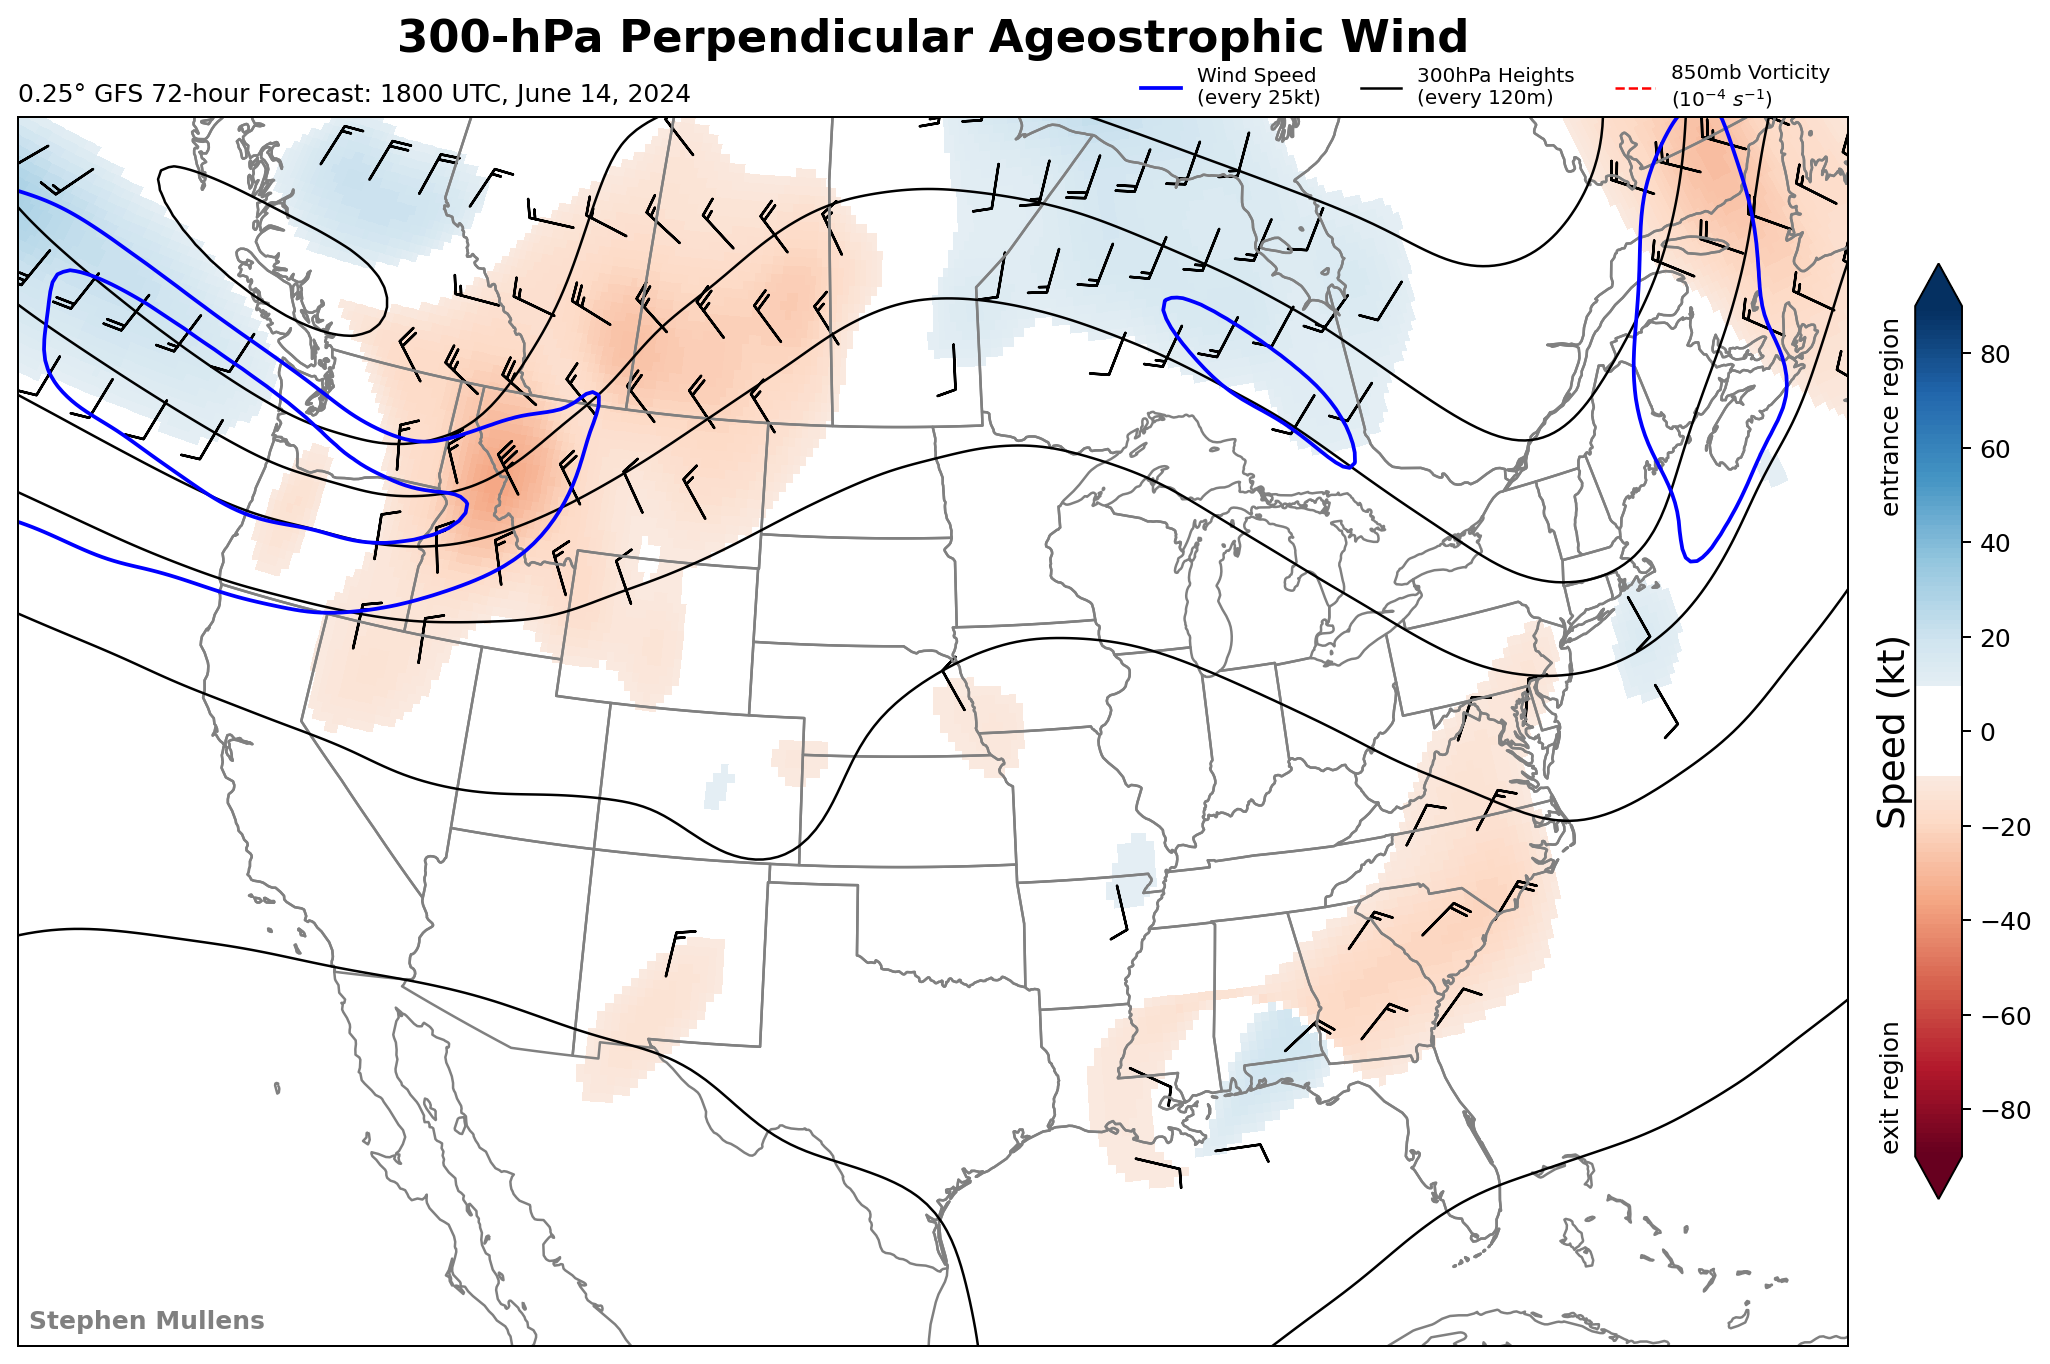 300-hPa Perpendicular Ageostrophic Wind
0.25° GFS 72-hour Forecast: 1800 UTC, June 14, 2024
Wind Speed
(every 25kt)
300hPa Heights
(every 120m)
850mb Vorticity
(10⁻⁴ s⁻¹)
entrance region
Speed (kt)
exit region
80
60
40
20
0
−20
−40
−60
−80
Stephen Mullens